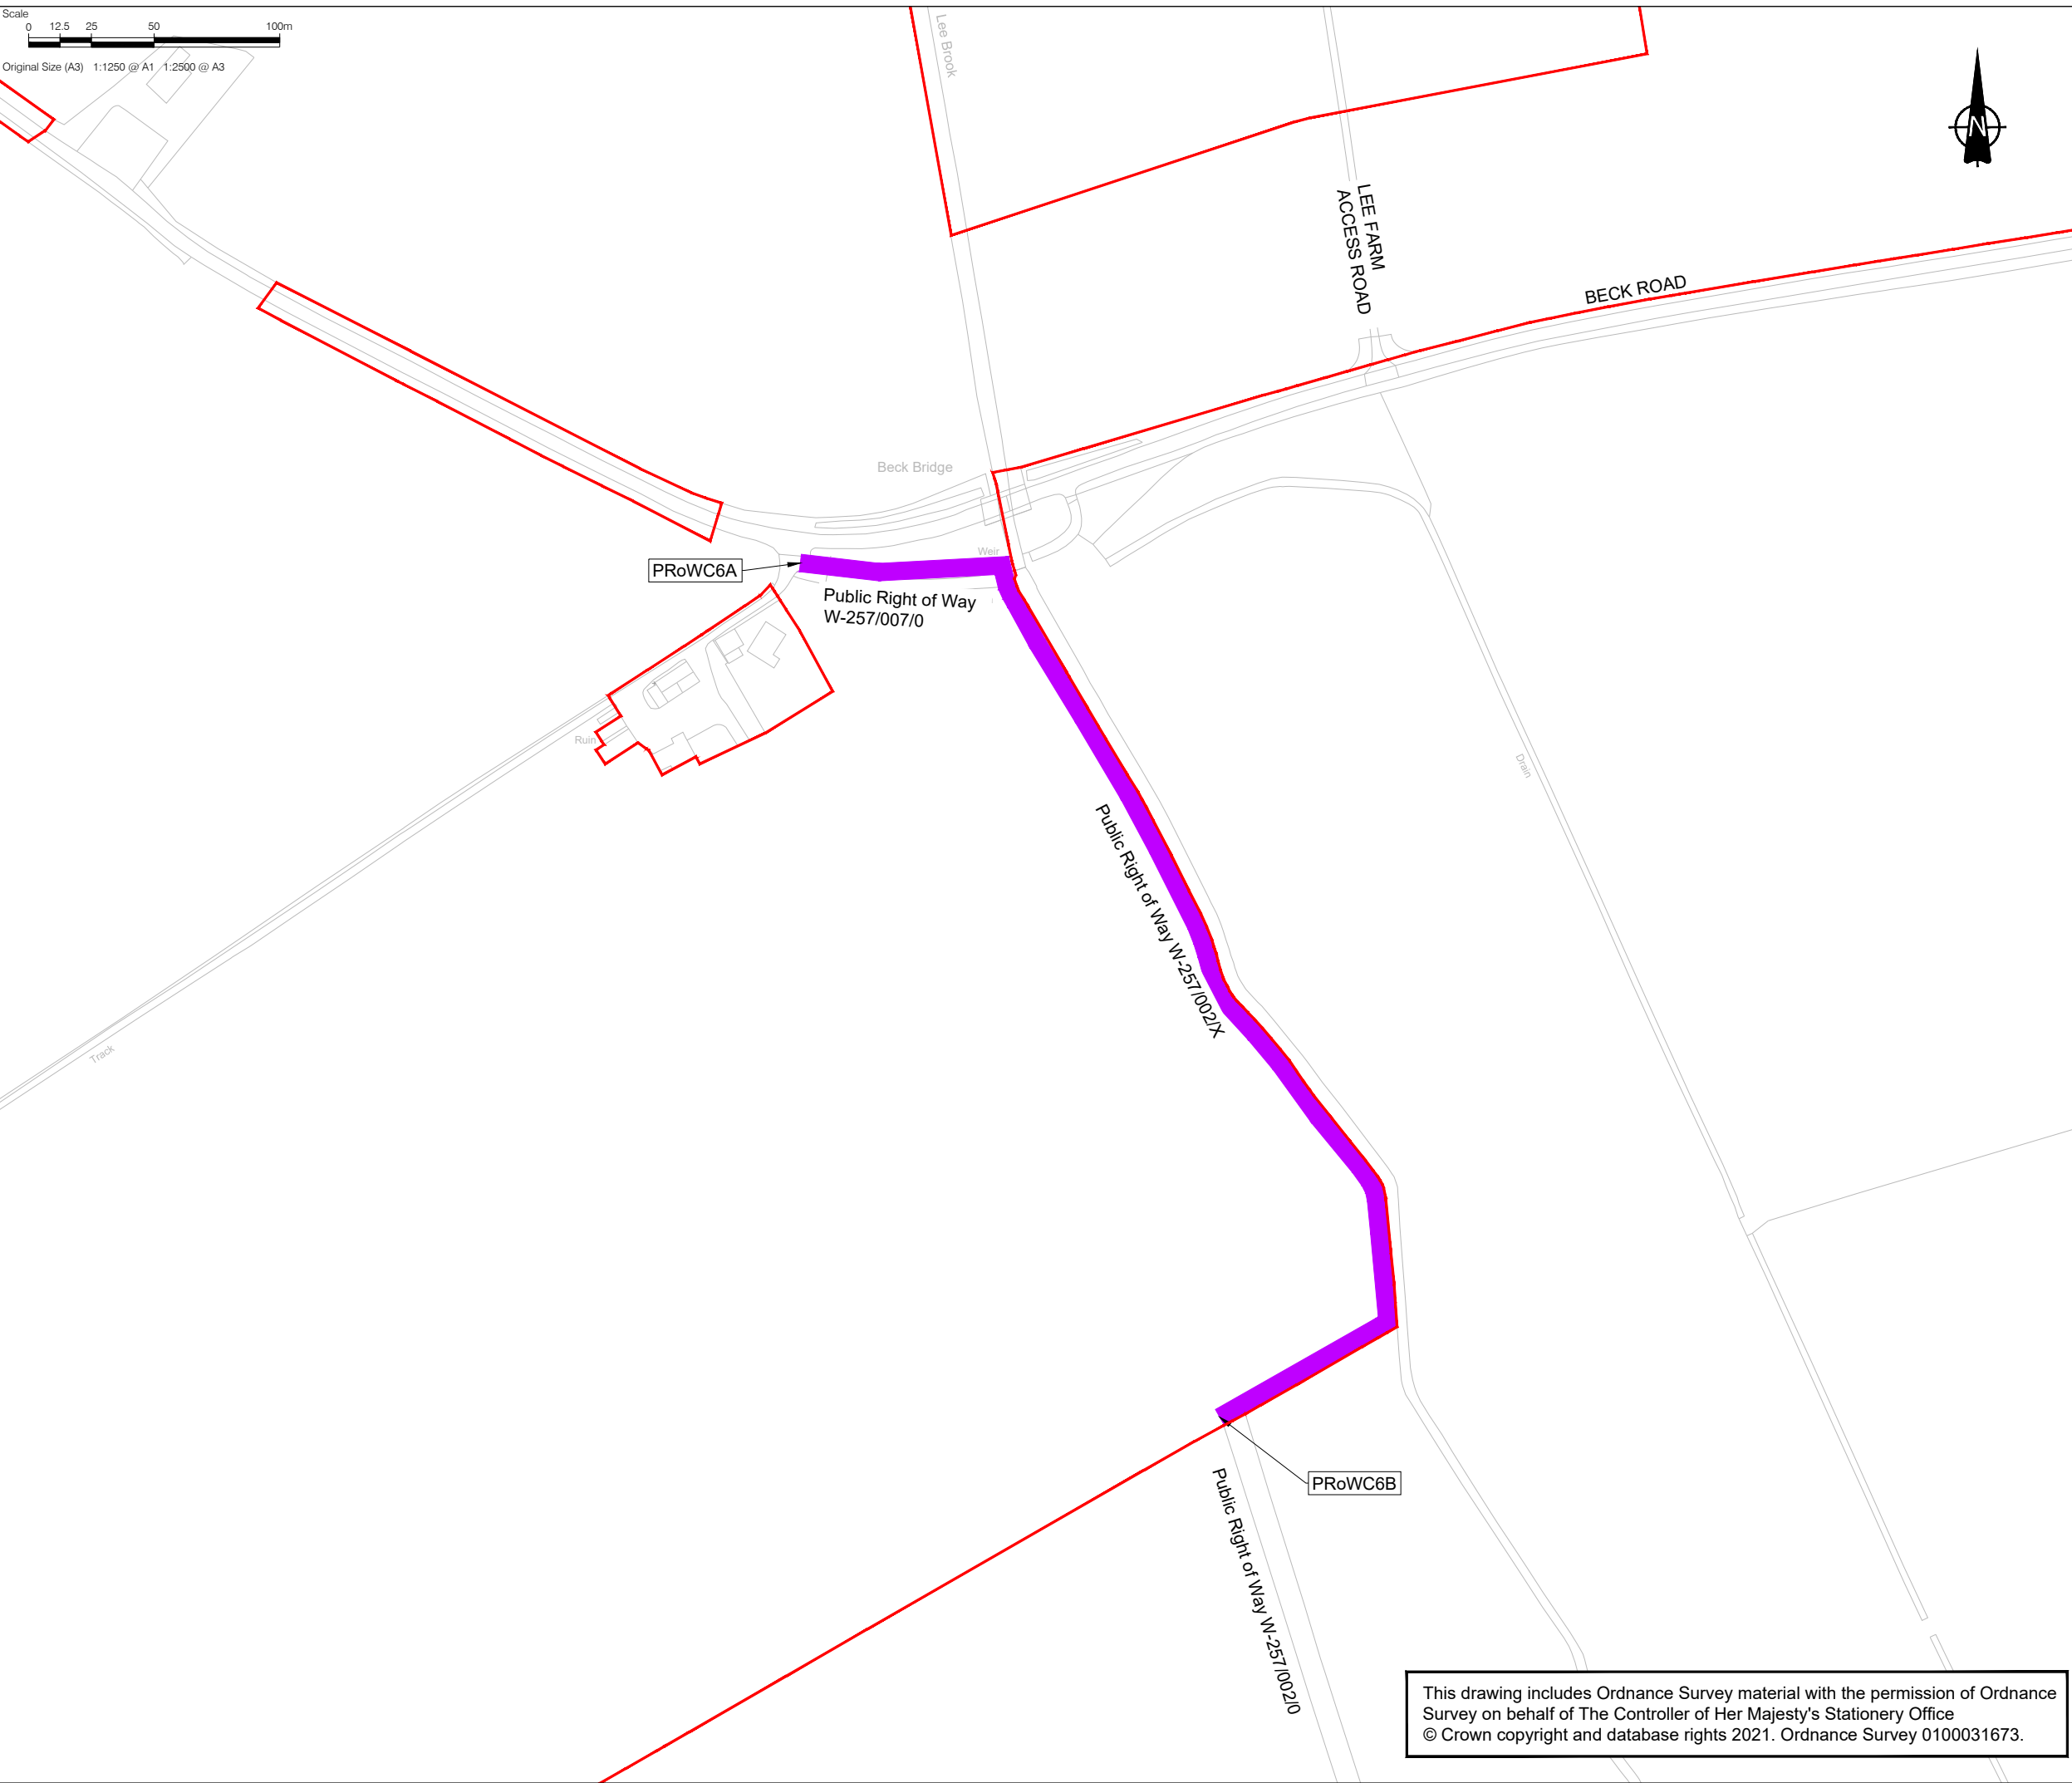 Scale
0 12.5 25 50 100m
Original Size (A3) 1:1250 @ A1 1:2500 @ A3
Lee Brook
N
LEE FARM
ACCESS ROAD
BECK ROAD
Beck Bridge
Weir
PRoWC6A
Public Right of Way
W-257/007/0
Ruin
Drain
Public Right of Way W-257/002/X
Track
PRoWC6B
Public Right of Way W-257/002/0
This drawing includes Ordnance Survey material with the permission of Ordnance
Survey on behalf of The Controller of Her Majesty's Stationery Office
© Crown copyright and database rights 2021. Ordnance Survey 0100031673.